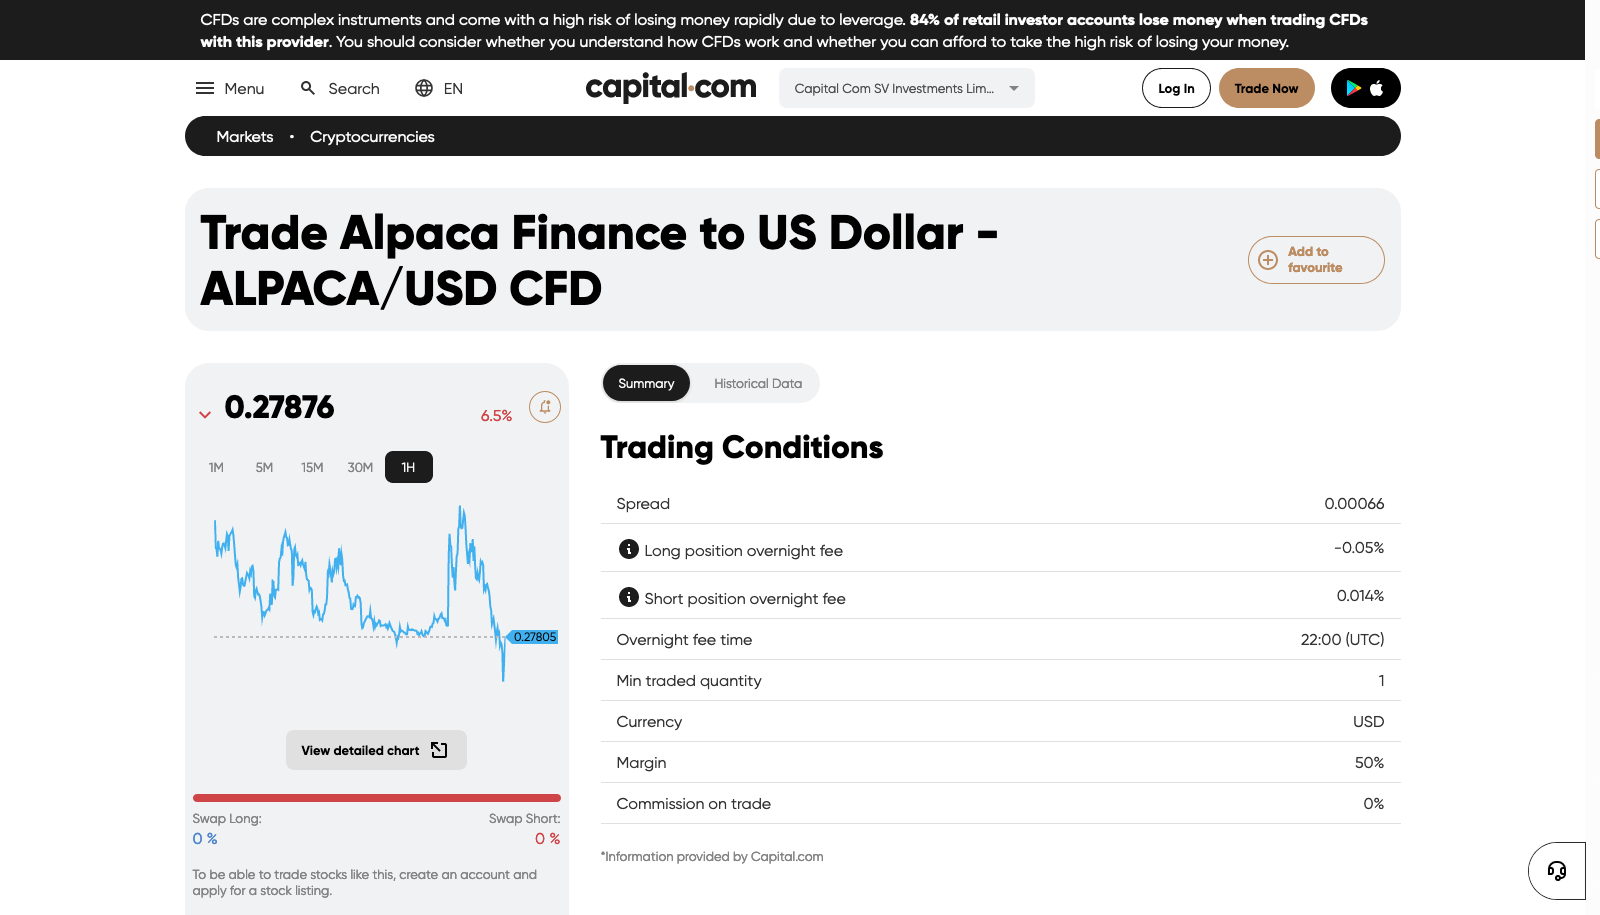 CFDs are complex instruments and come with a high risk of losing money rapidly due to leverage. 84% of retail investor accounts lose money when trading CFDs
with this provider. You should consider whether you understand how CFDs work and whether you can afford to take the high risk of losing your money.
Menu Search EN capital.com Capital Com SV Investments Lim... Log In Trade Now
Markets • Cryptocurrencies
Trade Alpaca Finance to US Dollar -
ALPACA/USD CFD
Add to
favourite
0.27876 6.5%
1M 5M 15M 30M 1H
0.27805
View detailed chart
Swap Long: Swap Short:
0 % 0 %
To be able to trade stocks like this, create an account and
apply for a stock listing.
Summary Historical Data
Trading Conditions
Spread 0.00066
Long position overnight fee -0.05%
Short position overnight fee 0.014%
Overnight fee time 22:00 (UTC)
Min traded quantity 1
Currency USD
Margin 50%
Commission on trade 0%
*Information provided by Capital.com